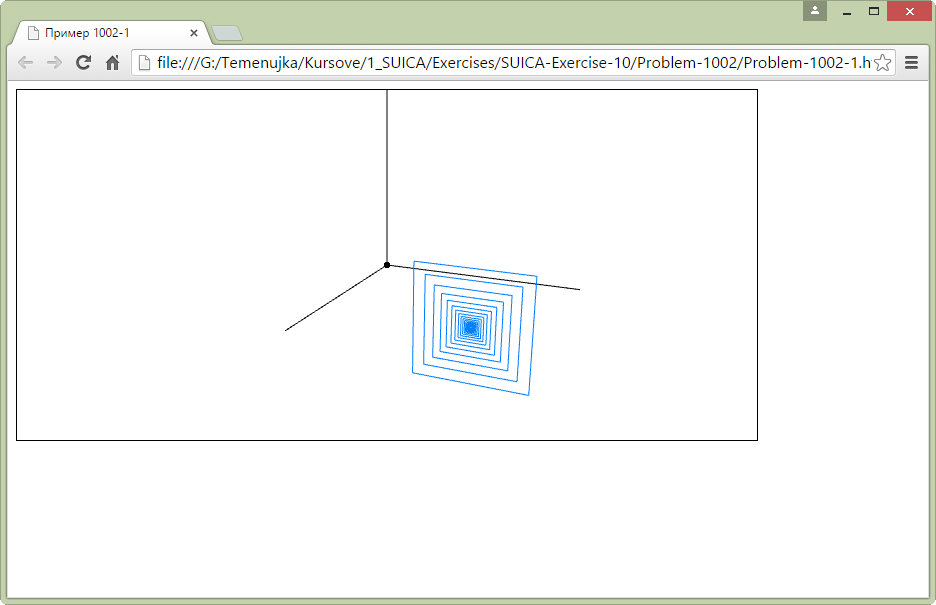 Пример 1002-1
file:///G:/Temenujka/Kursove/1_SUICA/Exercises/SUICA-Exercise-10/Problem-1002/Problem-1002-1.h